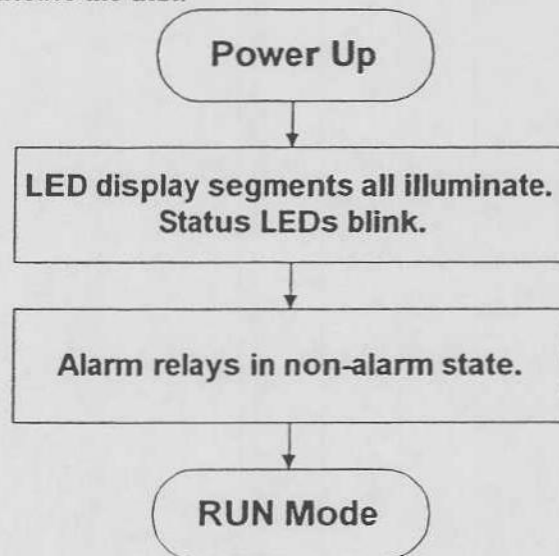 Power Up
LED display segments all illuminate.
Status LEDs blink.
Alarm relays in non-alarm state.
RUN Mode